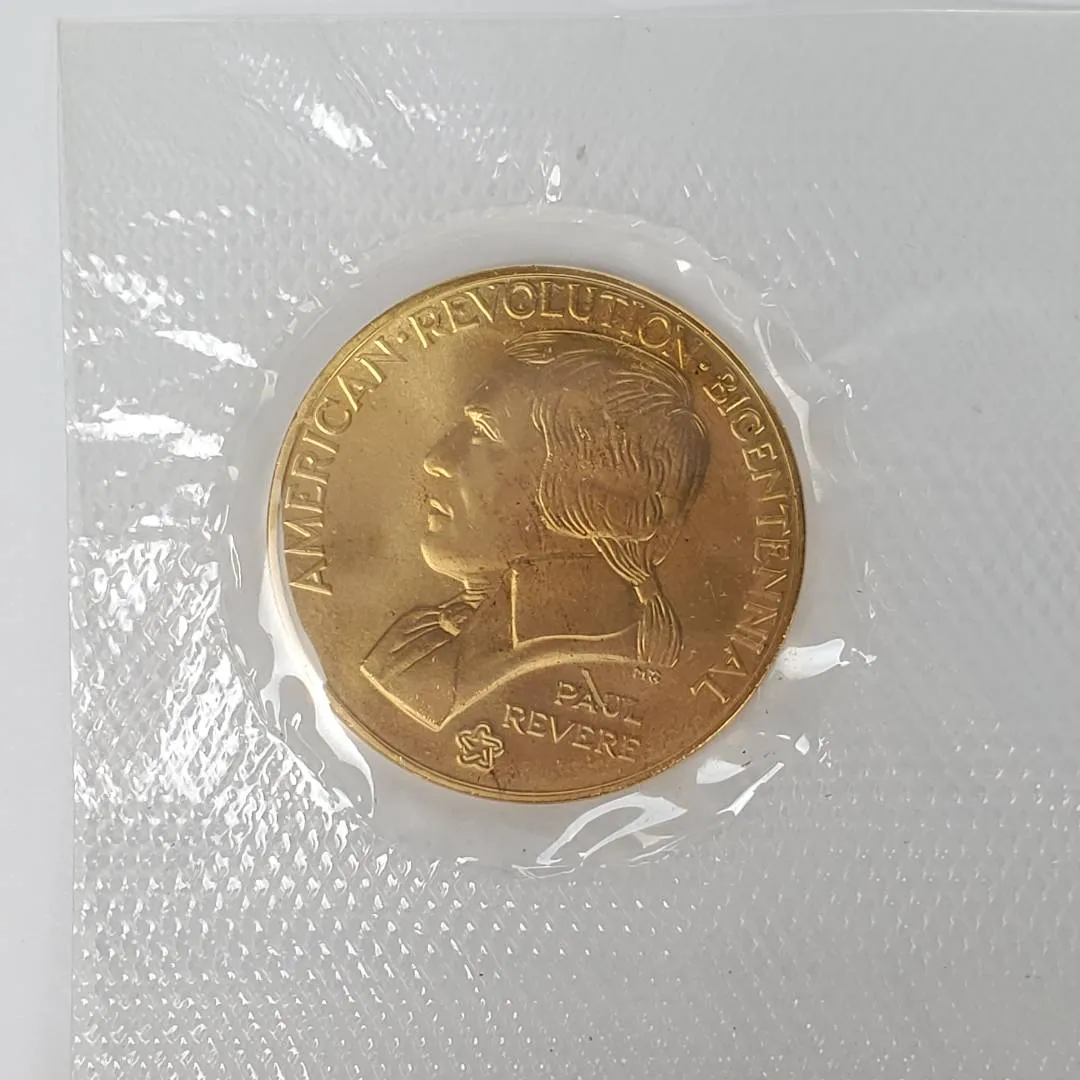 AMERICAN · REVOLUTION · BICENTENNIAL
PAUL
REVERE